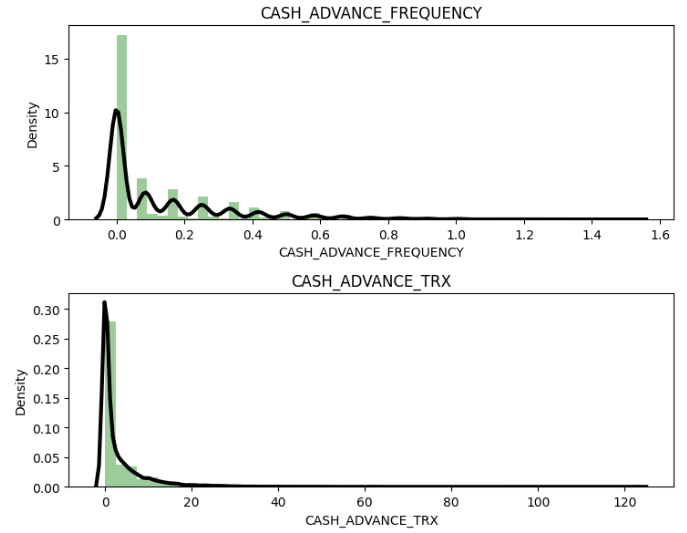 CASH_ADVANCE_FREQUENCY
15
10
5
0
Density
0.0 0.2 0.4 0.6 0.8 1.0 1.2 1.4 1.6
CASH_ADVANCE_FREQUENCY
CASH_ADVANCE_TRX
0.30
0.25
0.20
0.15
0.10
0.05
0.00
Density
0 20 40 60 80 100 120
CASH_ADVANCE_TRX